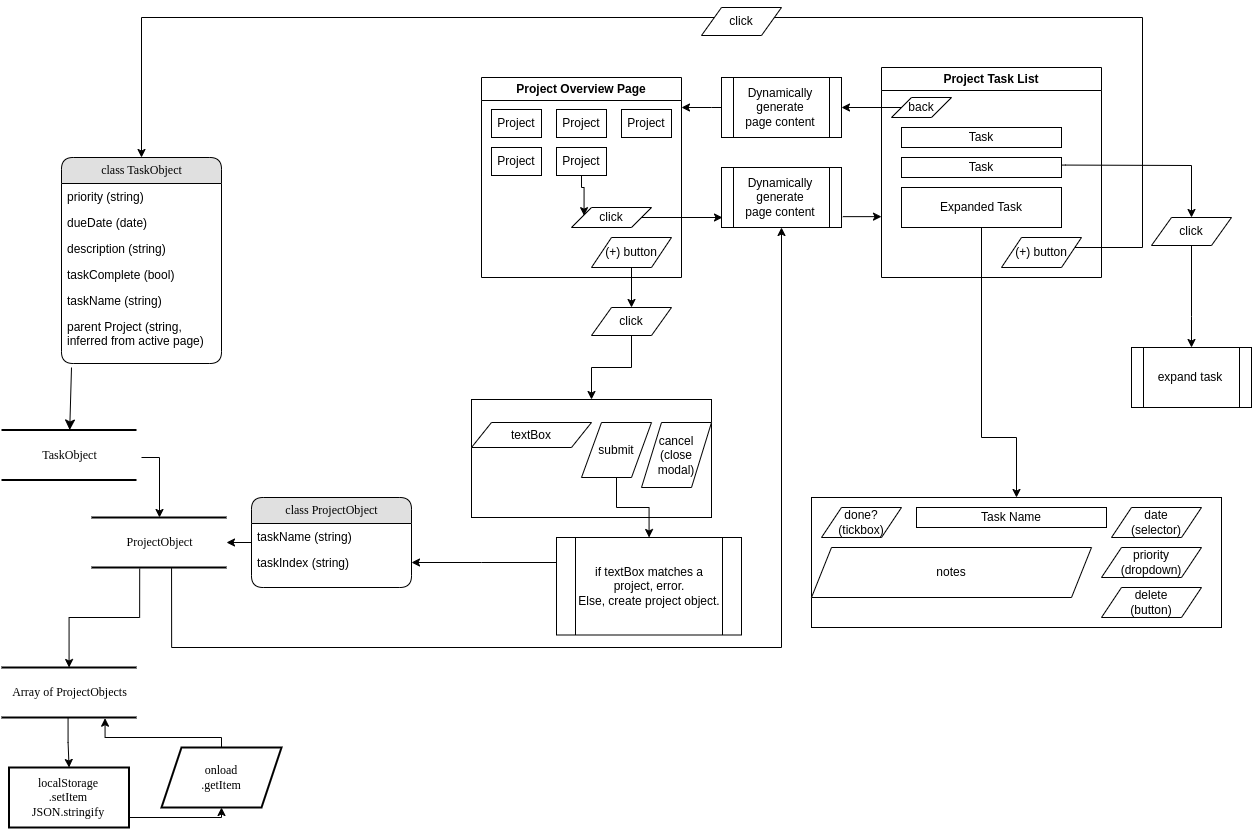 click
Project Overview Page
Project
Project
Project
Project
Project
click
(+) button
Dynamically
generate
page content
Dynamically
generate
page content
Project Task List
back
Task
Task
Expanded Task
(+) button
click
expand task
class TaskObject
priority (string)
dueDate (date)
description (string)
taskComplete (bool)
taskName (string)
parent Project (string,
inferred from active page)
click
textBox
submit
cancel
(close
modal)
TaskObject
ProjectObject
class ProjectObject
taskName (string)
taskIndex (string)
if textBox matches a
project, error.
Else, create project object.
done?
(tickbox)
Task Name
date
(selector)
notes
priority
(dropdown)
delete
(button)
Array of ProjectObjects
localStorage
.setItem
JSON.stringify
onload
.getItem